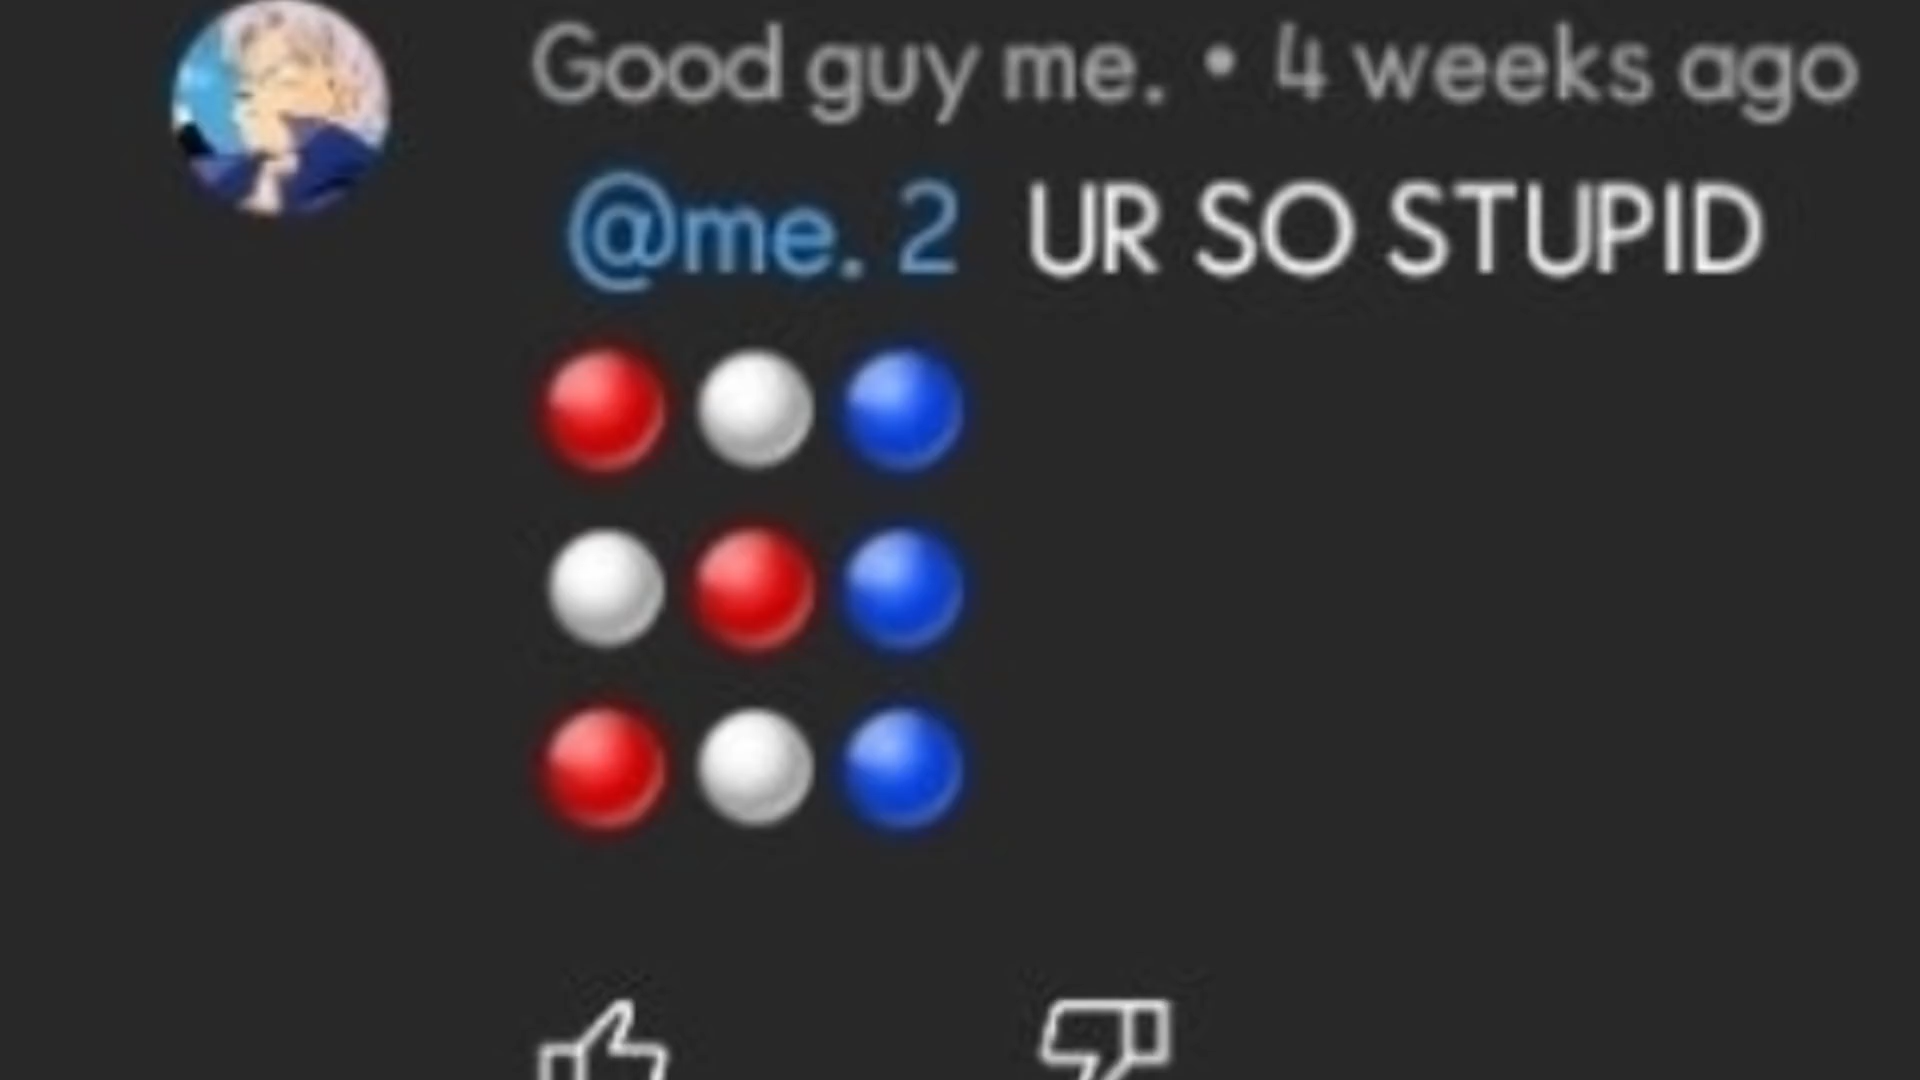 Good guy me. • 4 weeks ago
@me. 2 UR SO STUPID
🔴⚪🔵
⚪🔴🔵
🔴⚪🔵